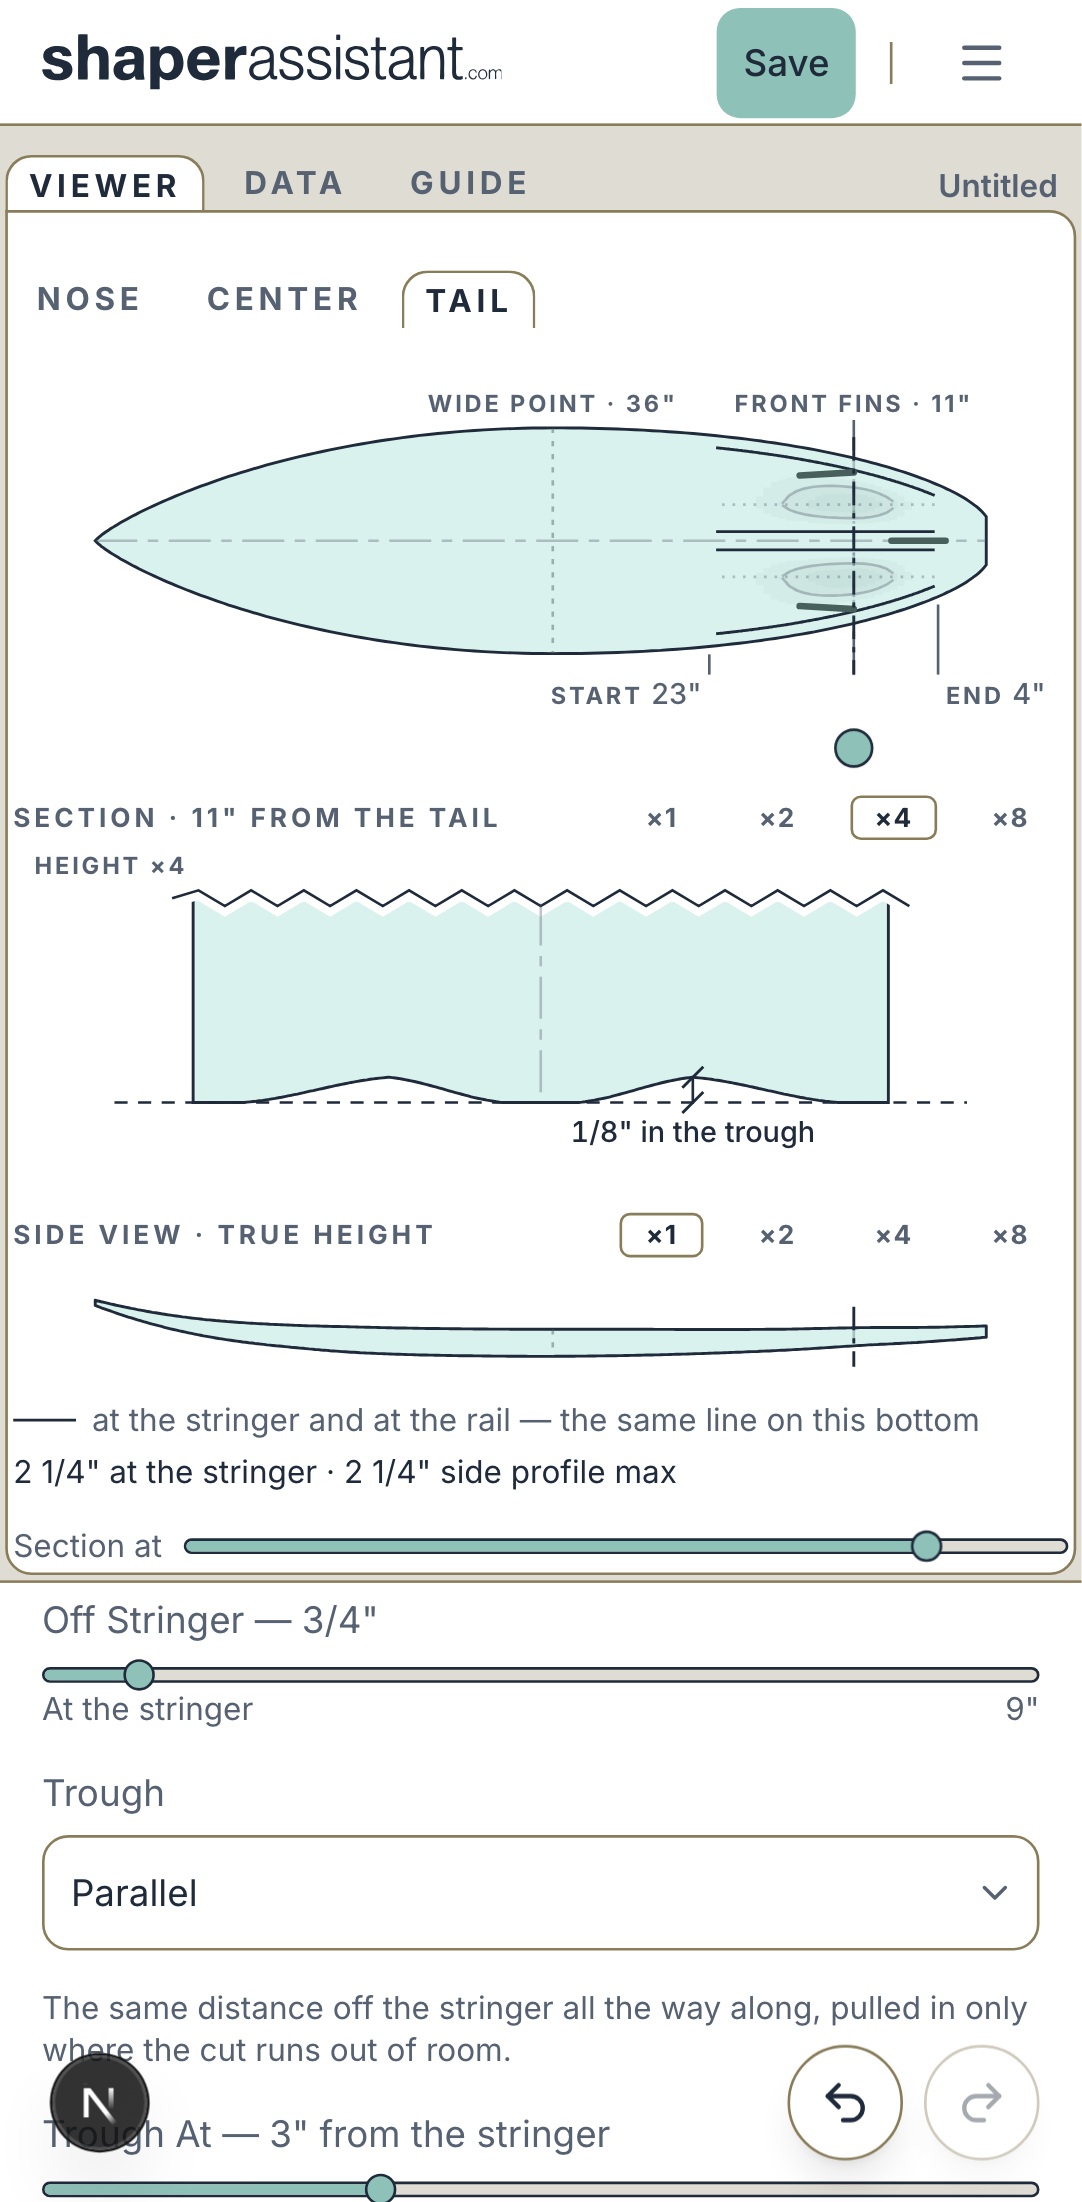 shaperassistant.com
Save
VIEWER DATA GUIDE Untitled
NOSE CENTER TAIL
WIDE POINT · 36" FRONT FINS · 11"
START 23" END 4"
SECTION · 11" FROM THE TAIL ×1 ×2 ×4 ×8
HEIGHT ×4
1/8" in the trough
SIDE VIEW · TRUE HEIGHT ×1 ×2 ×4 ×8
at the stringer and at the rail — the same line on this bottom
2 1/4" at the stringer · 2 1/4" side profile max
Section at
Off Stringer — 3/4"
At the stringer 9"
Trough
Parallel
The same distance off the stringer all the way along, pulled in only
where the cut runs out of room.
N
Trough At — 3" from the stringer